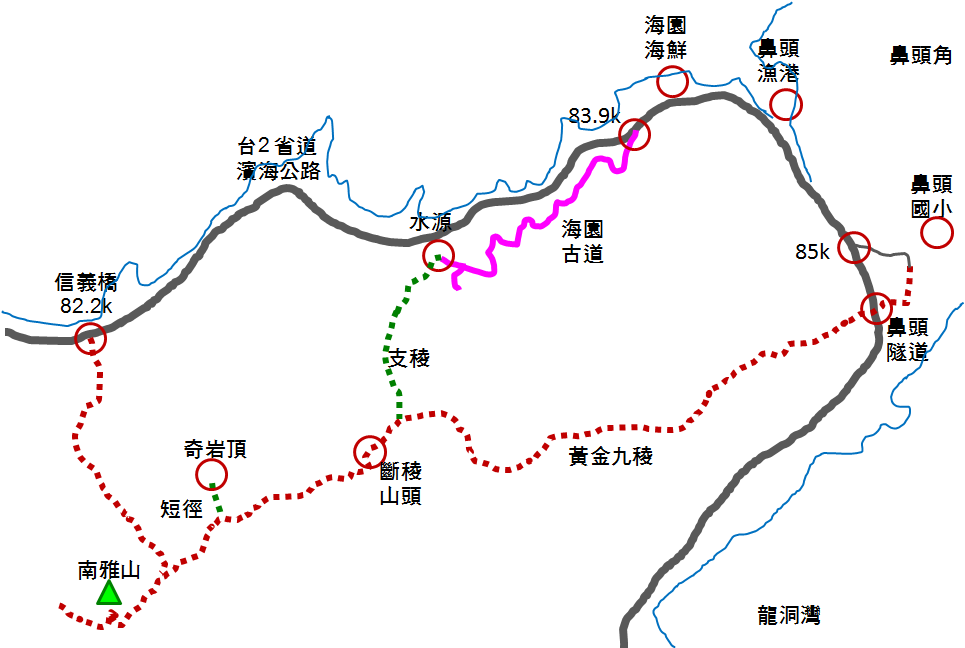 海園
海鮮
鼻頭
漁港
鼻頭角
83.9k
台2省道
濱海公路
鼻頭
國小
水源
海園
古道
85k
信義橋
82.2k
鼻頭
隧道
支稜
奇岩頂
黃金九稜
斷稜
山頭
短徑
南雅山
龍洞灣